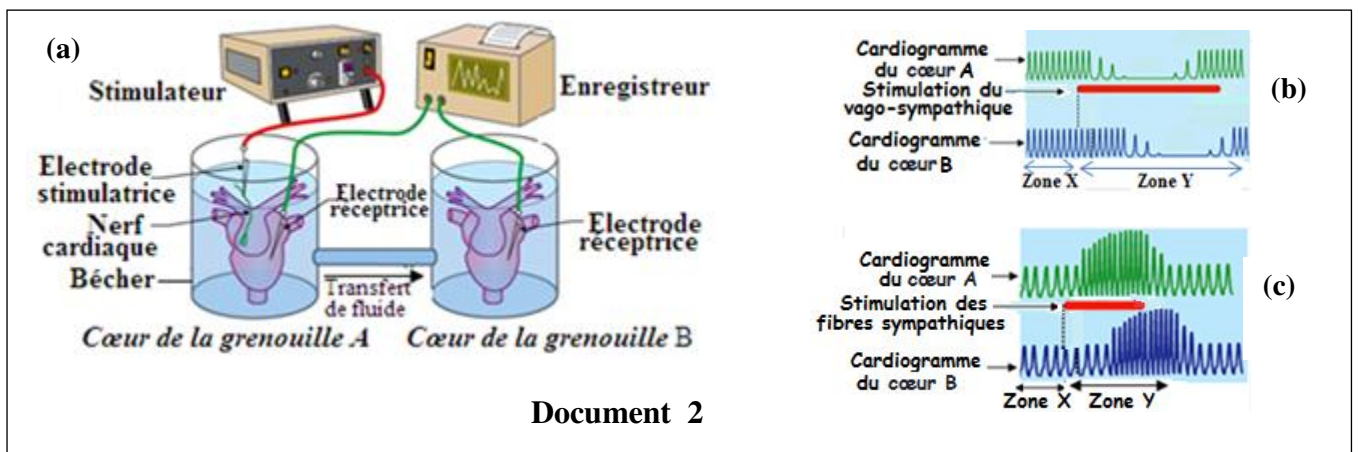 (a)
Stimulateur
Enregistreur
Electrode
stimulatrice
Nerf
cardiaque
Bécher
Electrode
réceptrice
Electrode
réceptrice
Transfert
de fluide
Cœur de la grenouille A
Cœur de la grenouille B
Cardiogramme
du cœur A
Stimulation du
vago-sympathique
Cardiogramme
du cœur B
Zone X
Zone Y
(b)
Cardiogramme
du cœur A
Stimulation des
fibres sympathiques
Cardiogramme
du cœur B
Zone X
Zone Y
(c)
Document 2